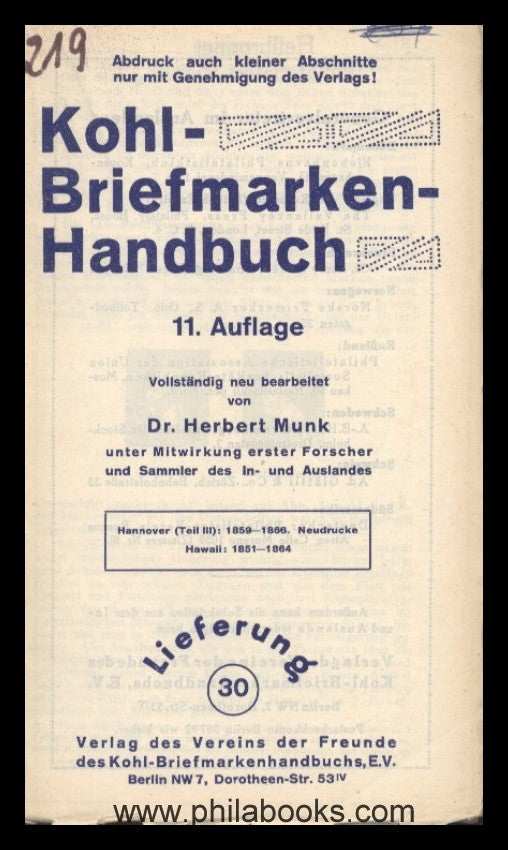 219
Abdruck auch kleiner Abschnitte
nur mit Genehmigung des Verlags!
Kohl-
Briefmarken-
Handbuch
11. Auflage
Vollständig neu bearbeitet
von
Dr. Herbert Munk
unter Mitwirkung erster Forscher
und Sammler des In- und Auslandes
Hannover (Teil III): 1859—1866. Neudrucke
Hawaii: 1851—1864
Lieferung
30
Verlag des Vereins der Freunde
des Kohl-Briefmarkenhandbuchs, E.V.
Berlin NW 7, Dorotheen-Str. 53 IV
www.philabooks.com